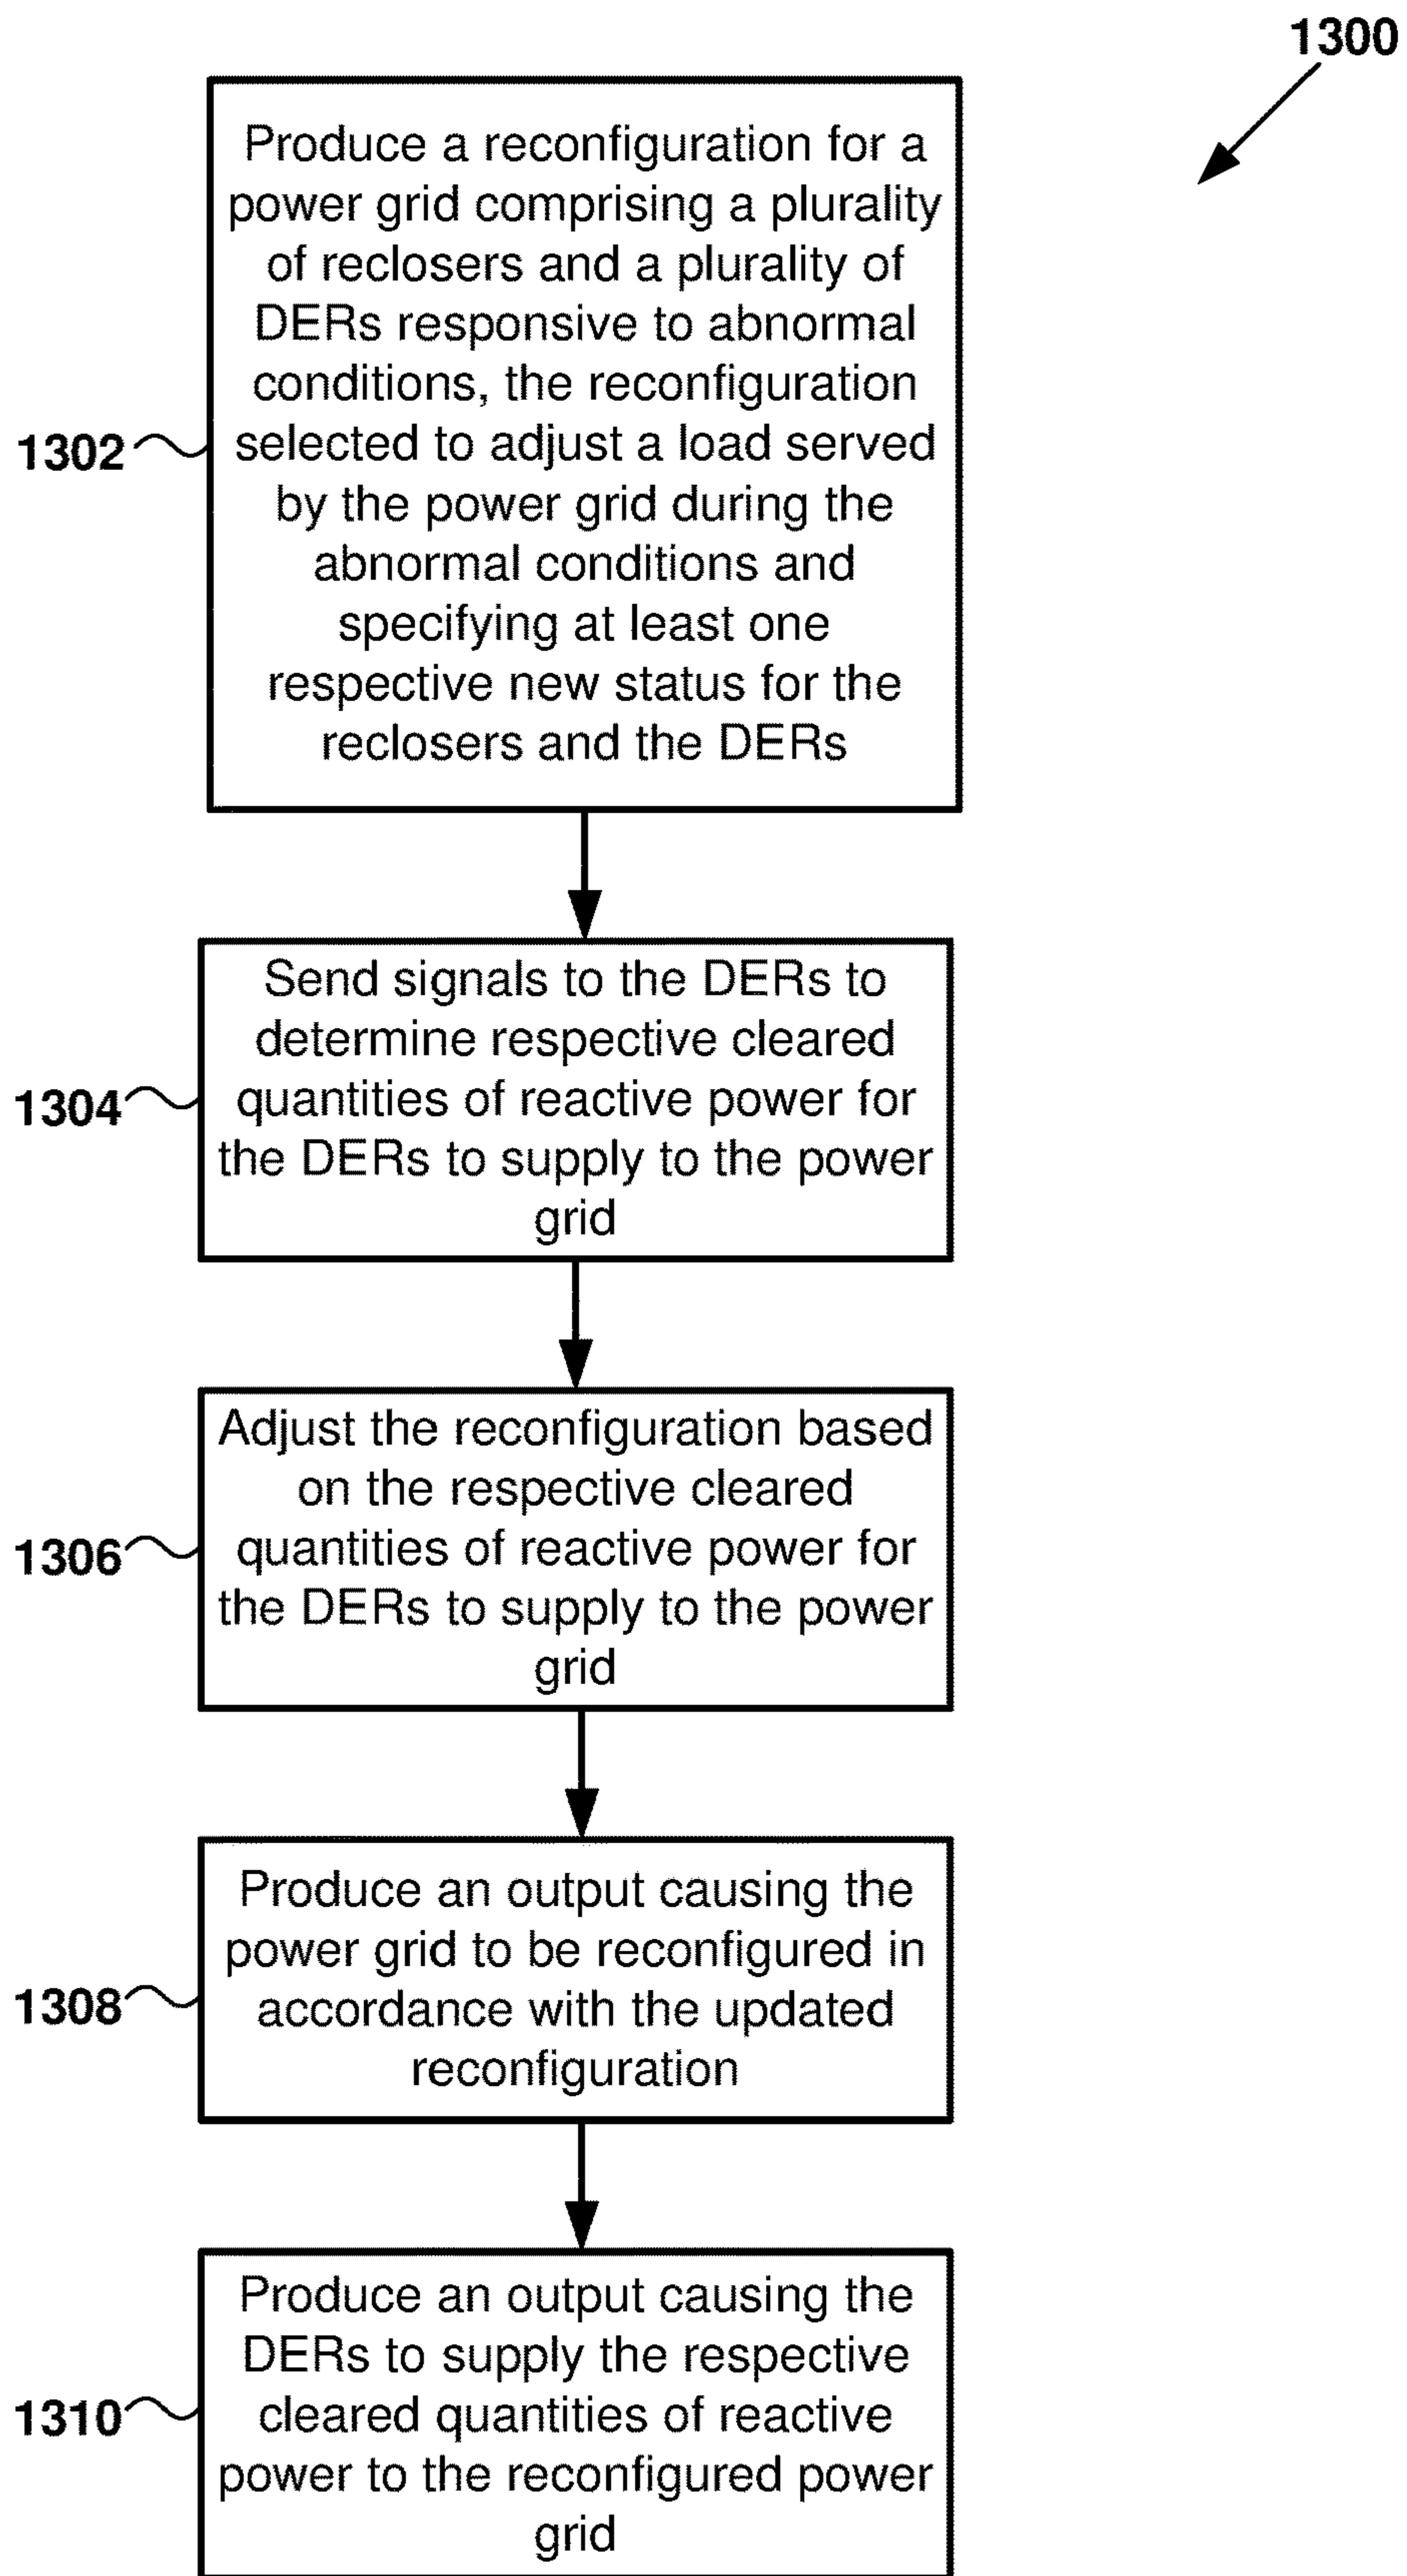 1300
Produce a reconfiguration for a
power grid comprising a plurality
of reclosers and a plurality of
DERs responsive to abnormal
conditions, the reconfiguration
selected to adjust a load served
by the power grid during the
abnormal conditions and
specifying at least one
respective new status for the
reclosers and the DERs
1302
Send signals to the DERs to
determine respective cleared
quantities of reactive power for
the DERs to supply to the power
grid
1304
Adjust the reconfiguration based
on the respective cleared
quantities of reactive power for
the DERs to supply to the power
grid
1306
Produce an output causing the
power grid to be reconfigured in
accordance with the updated
reconfiguration
1308
Produce an output causing the
DERs to supply the respective
cleared quantities of reactive
power to the reconfigured power
grid
1310